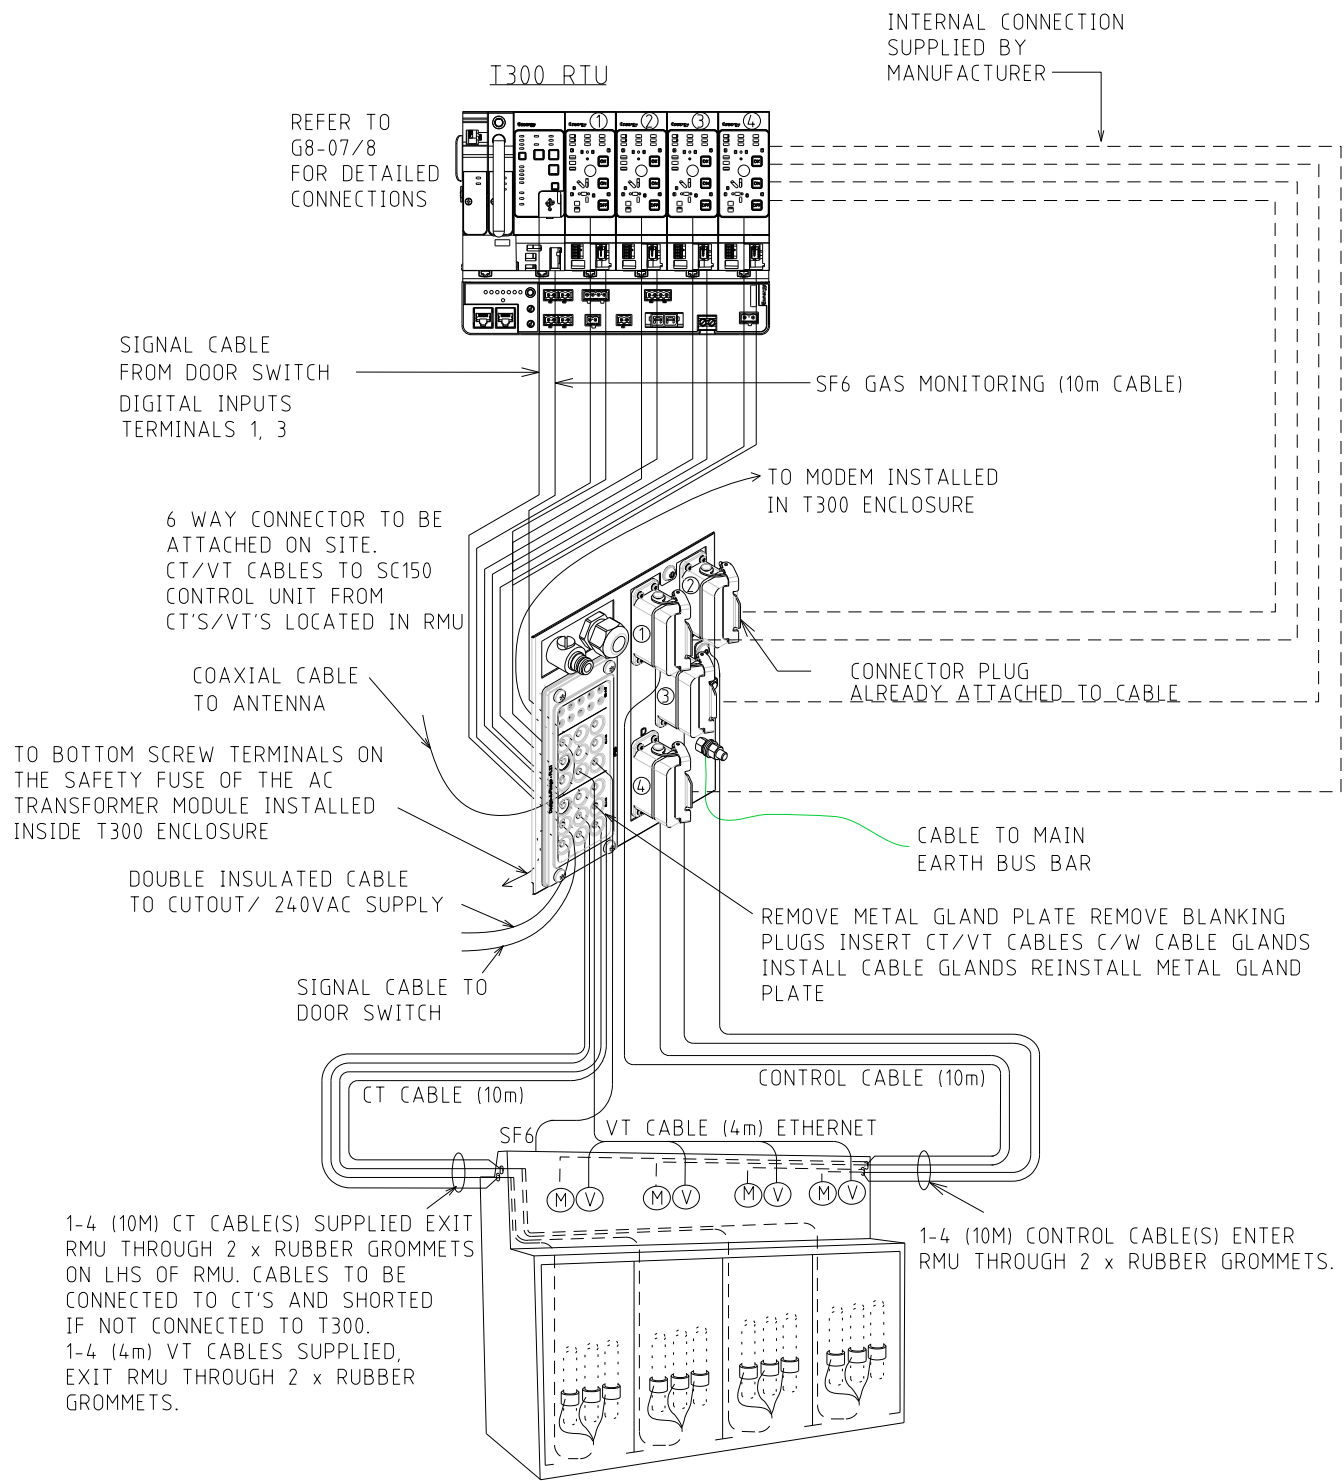 INTERNAL CONNECTION
SUPPLIED BY
MANUFACTURER
T300 RTU
REFER TO
G8-07/8
FOR DETAILED
CONNECTIONS
1
2
3
4
SIGNAL CABLE
FROM DOOR SWITCH
DIGITAL INPUTS
TERMINALS 1, 3
SF6 GAS MONITORING (10m CABLE)
TO MODEM INSTALLED
IN T300 ENCLOSURE
6 WAY CONNECTOR TO BE
ATTACHED ON SITE.
CT/VT CABLES TO SC150
CONTROL UNIT FROM
CT'S/VT'S LOCATED IN RMU
2
1
3
4
CONNECTOR PLUG
ALREADY ATTACHED TO CABLE
COAXIAL CABLE
TO ANTENNA
TO BOTTOM SCREW TERMINALS ON
THE SAFETY FUSE OF THE AC
TRANSFORMER MODULE INSTALLED
INSIDE T300 ENCLOSURE
CABLE TO MAIN
EARTH BUS BAR
DOUBLE INSULATED CABLE
TO CUTOUT/ 240VAC SUPPLY
REMOVE METAL GLAND PLATE REMOVE BLANKING
PLUGS INSERT CT/VT CABLES C/W CABLE GLANDS
INSTALL CABLE GLANDS REINSTALL METAL GLAND
PLATE
SIGNAL CABLE TO
DOOR SWITCH
CT CABLE (10m)
CONTROL CABLE (10m)
SF6
VT CABLE (4m) ETHERNET
M V M V M V M V
1-4 (10M) CT CABLE(S) SUPPLIED EXIT
RMU THROUGH 2 x RUBBER GROMMETS
ON LHS OF RMU. CABLES TO BE
CONNECTED TO CT'S AND SHORTED
IF NOT CONNECTED TO T300.
1-4 (4m) VT CABLES SUPPLIED,
EXIT RMU THROUGH 2 x RUBBER
GROMMETS.
1-4 (10M) CONTROL CABLE(S) ENTER
RMU THROUGH 2 x RUBBER GROMMETS.